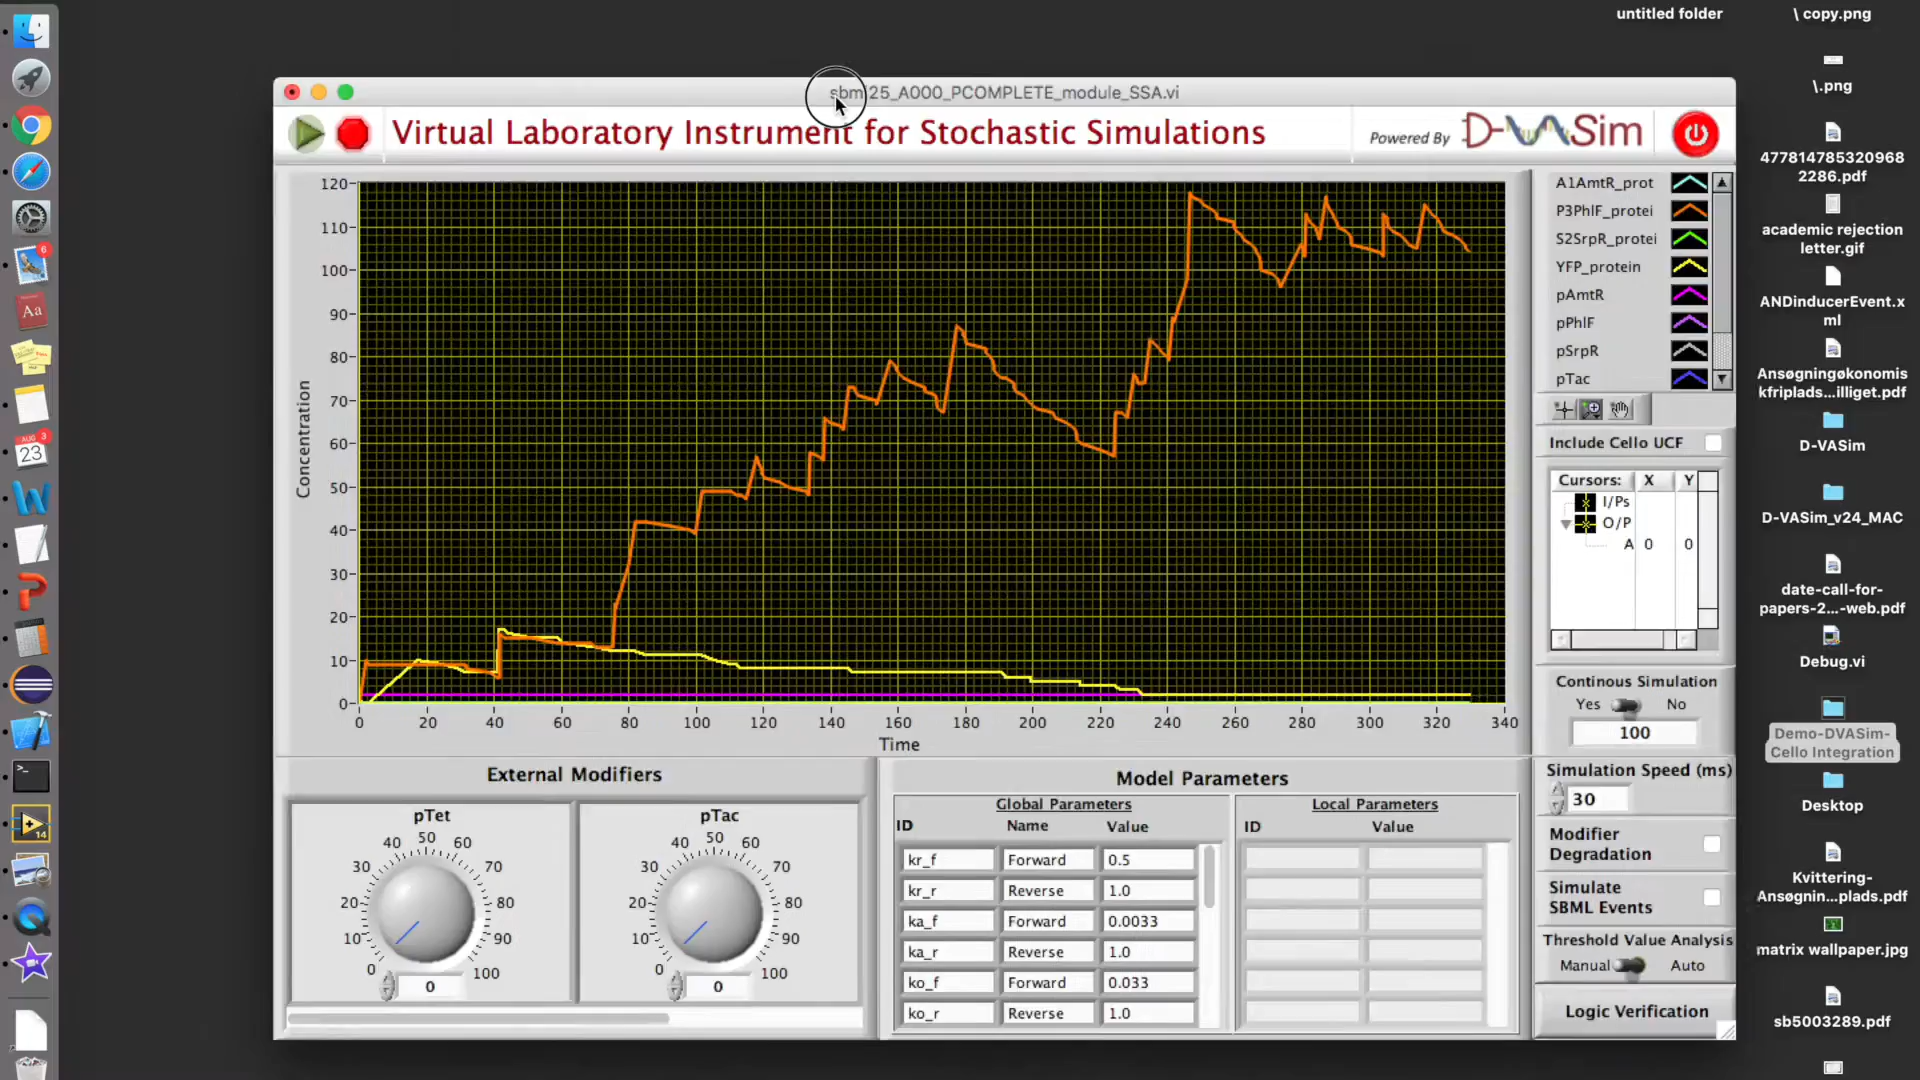 untitled folder
\ copy.png
\.png
477814785320968
2286.pdf
academic rejection
letter.gif
ANDinducerEvent.x
ml
Ansøgningøkonomis
kfriplads...illiget.pdf
D-VASim
D-VASim_v24_MAC
date-call-for-
papers-2...-web.pdf
Debug.vi
Demo-DVASim-
Cello Integration
Desktop
Kvittering-
Ansøgnin...plads.pdf
matrix wallpaper.jpg
sb5003289.pdf
6
Aa
AUG
3
23
W
P
14
25_A000_PCOMPLETE_module_SSA.vi
Virtual Laboratory Instrument for Stochastic Simulations
Powered By D-VASim
120
110
100
90
80
70
60
50
40
30
20
10
0
Concentration
0 20 40 60 80 100 120 140 160 180 200 220 240 260 280 300 320 340
Time
A1AmtR_prot
P3PhlF_protei
S2SrpR_protei
YFP_protein
pAmtR
pPhlF
pSrpR
pTac
Include Cello UCF
Cursors: X Y
I/Ps
O/P
A 0 0
Continous Simulation
Yes No
100
Simulation Speed (ms)
30
Modifier
Degradation
Simulate
SBML Events
Threshold Value Analysis
Manual Auto
Logic Verification
External Modifiers
pTet
0 10 20 30 40 50 60 70 80 90 100
0
pTac
0 10 20 30 40 50 60 70 80 90 100
0
Model Parameters
Global Parameters
ID Name Value
kr_f Forward 0.5
kr_r Reverse 1.0
ka_f Forward 0.0033
ka_r Reverse 1.0
ko_f Forward 0.033
ko_r Reverse 1.0
Local Parameters
ID Value